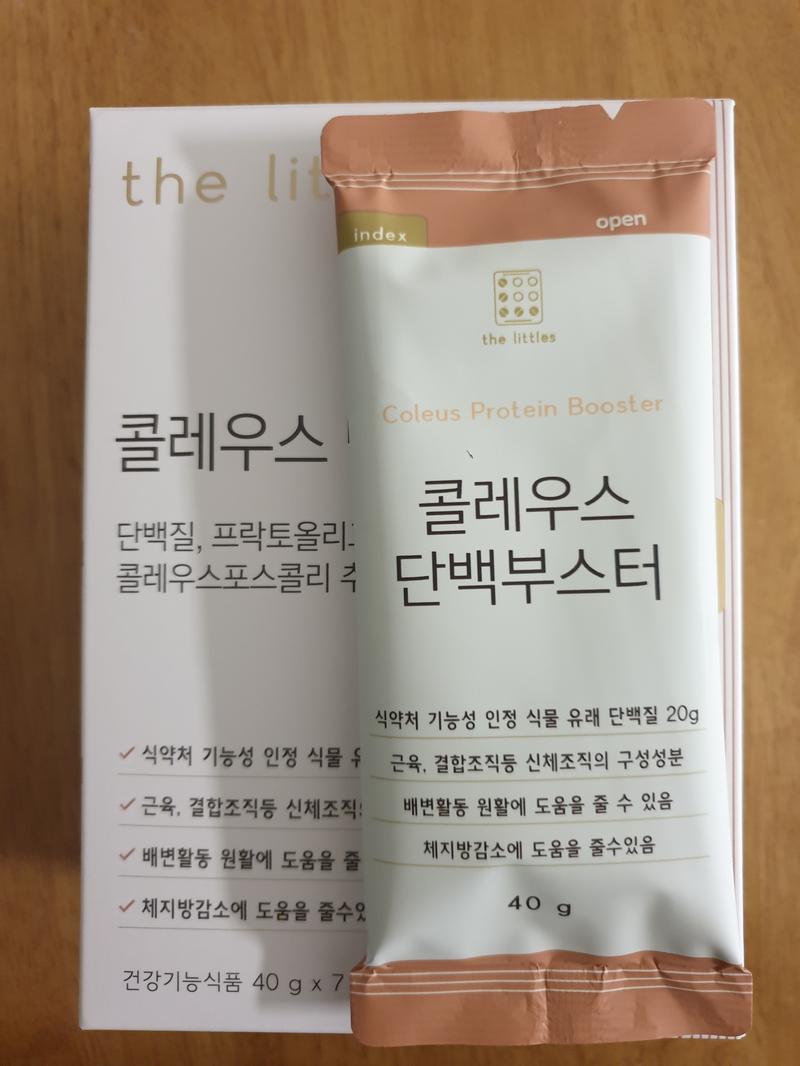 the lit
콜레우스
단백질, 프락토올리
콜레우스포스콜리
식약처 기능성 인정 식물
근육, 결합조직등 신체조직
배변활동 원활에 도움을 줄
체지방감소에 도움을 줄수있
건강기능식품 40 g x 7
index
open
the littles
Coleus Protein Booster
콜레우스
단백부스터
식약처 기능성 인정 식물 유래 단백질 20g
근육, 결합조직등 신체조직의 구성성분
배변활동 원활에 도움을 줄 수 있음
체지방감소에 도움을 줄수있음
40 g